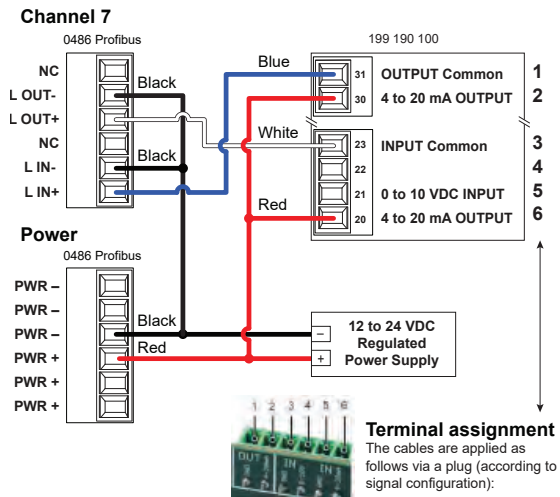 Channel 7
0486 Profibus
NC
L OUT-
L OUT+
NC
L IN-
L IN+
Black
Black
Blue
White
Red
199 190 100
31 OUTPUT Common 1
30 4 to 20 mA OUTPUT 2
23 INPUT Common 3
22 4
21 0 to 10 VDC INPUT 5
20 4 to 20 mA OUTPUT 6
Power
0486 Profibus
PWR –
PWR –
PWR –
PWR +
PWR +
PWR +
Black
Red
– 12 to 24 VDC
Regulated
+ Power Supply
1 2 3 4 5 6
OUT IN IN
Terminal assignment
The cables are applied as
follows via a plug (according to
signal configuration):